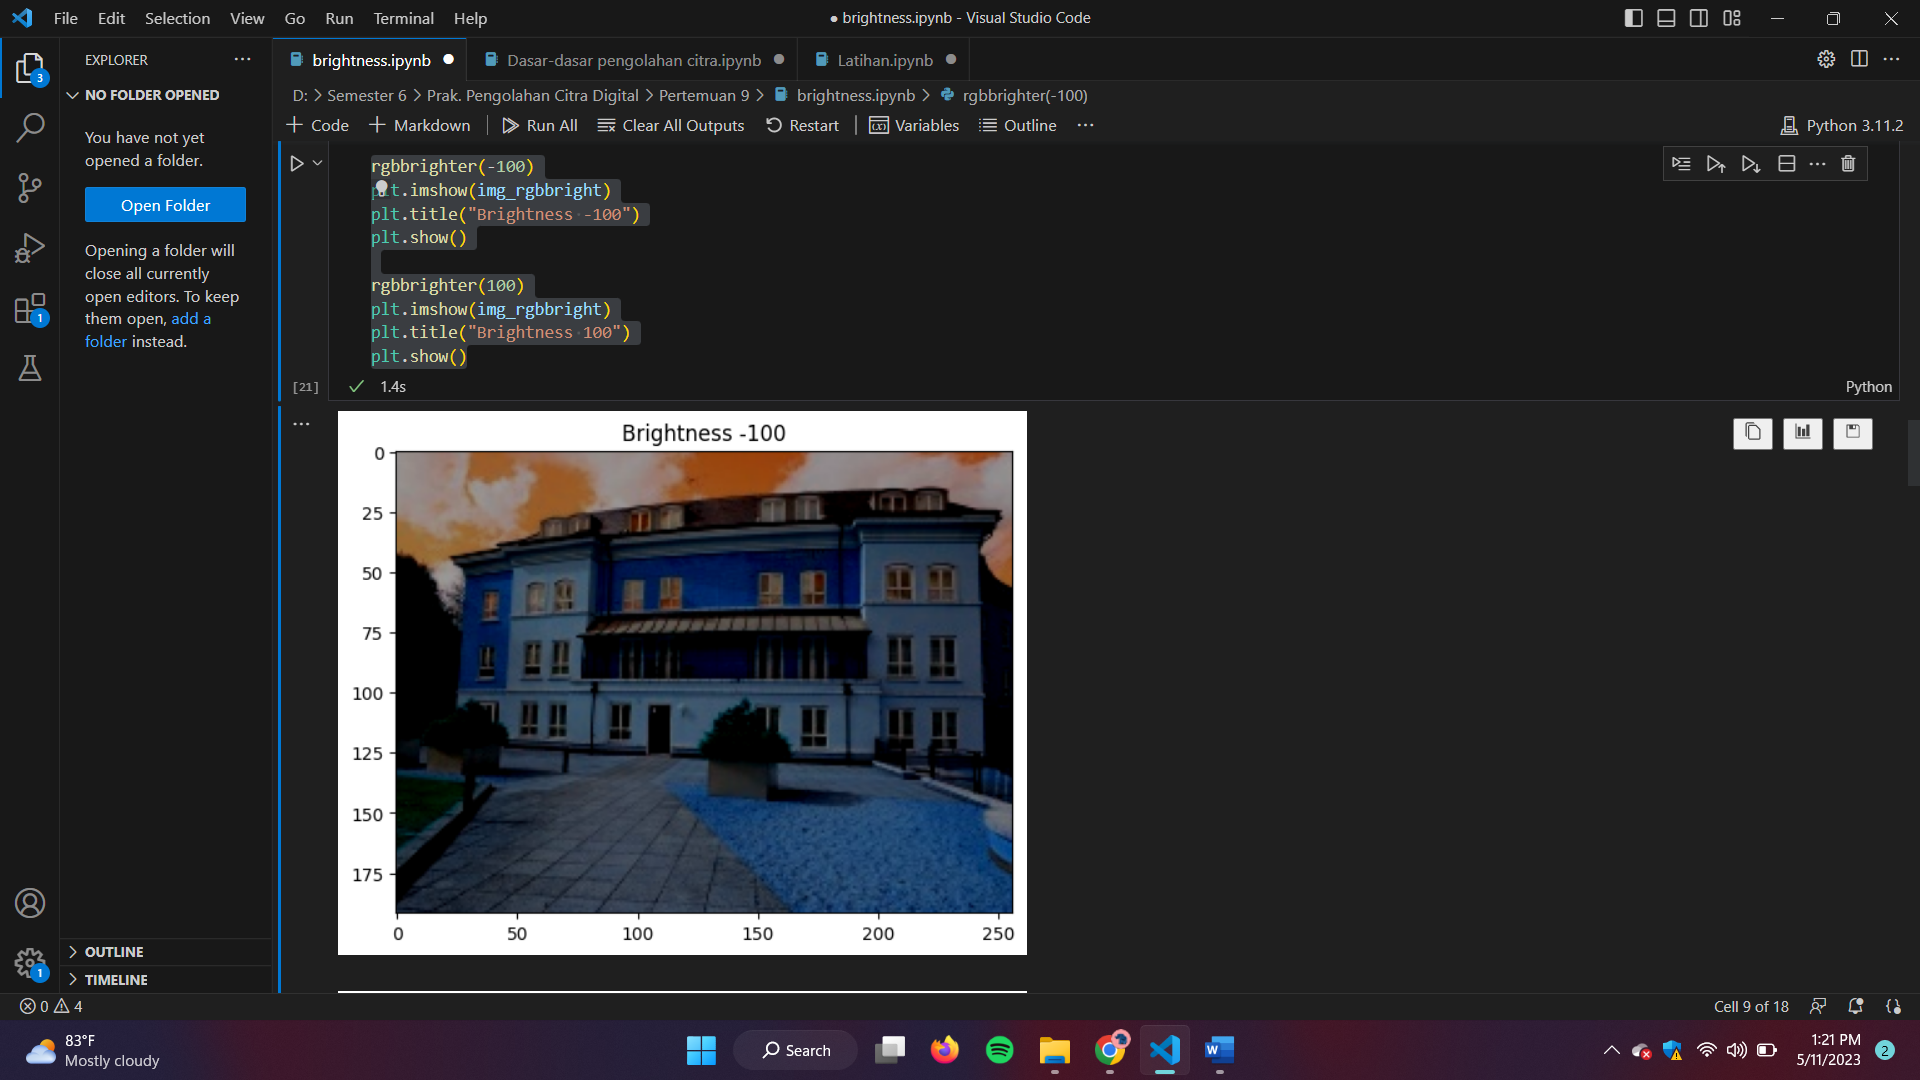 File Edit Selection View Go Run Terminal Help
● brightness.ipynb - Visual Studio Code
EXPLORER
3
NO FOLDER OPENED
You have not yet
opened a folder.
Open Folder
Opening a folder will
close all currently
open editors. To keep
them open, add a
folder instead.
1
OUTLINE
TIMELINE
1
brightness.ipynb Dasar-dasar pengolahan citra.ipynb Latihan.ipynb
D: > Semester 6 > Prak. Pengolahan Citra Digital > Pertemuan 9 > brightness.ipynb > rgbbrighter(-100)
+ Code + Markdown Run All Clear All Outputs Restart Variables Outline ...
Python 3.11.2
rgbbrighter(-100)
plt.imshow(img_rgbbright)
plt.title("Brightness -100")
plt.show()
rgbbrighter(100)
plt.imshow(img_rgbbright)
plt.title("Brightness 100")
plt.show()
[21] 1.4s Python
Brightness -100
0
25
50
75
100
125
150
175
0 50 100 150 200 250
0 4
Cell 9 of 18
83°F
Mostly cloudy
Search
1:21 PM
5/11/2023
2